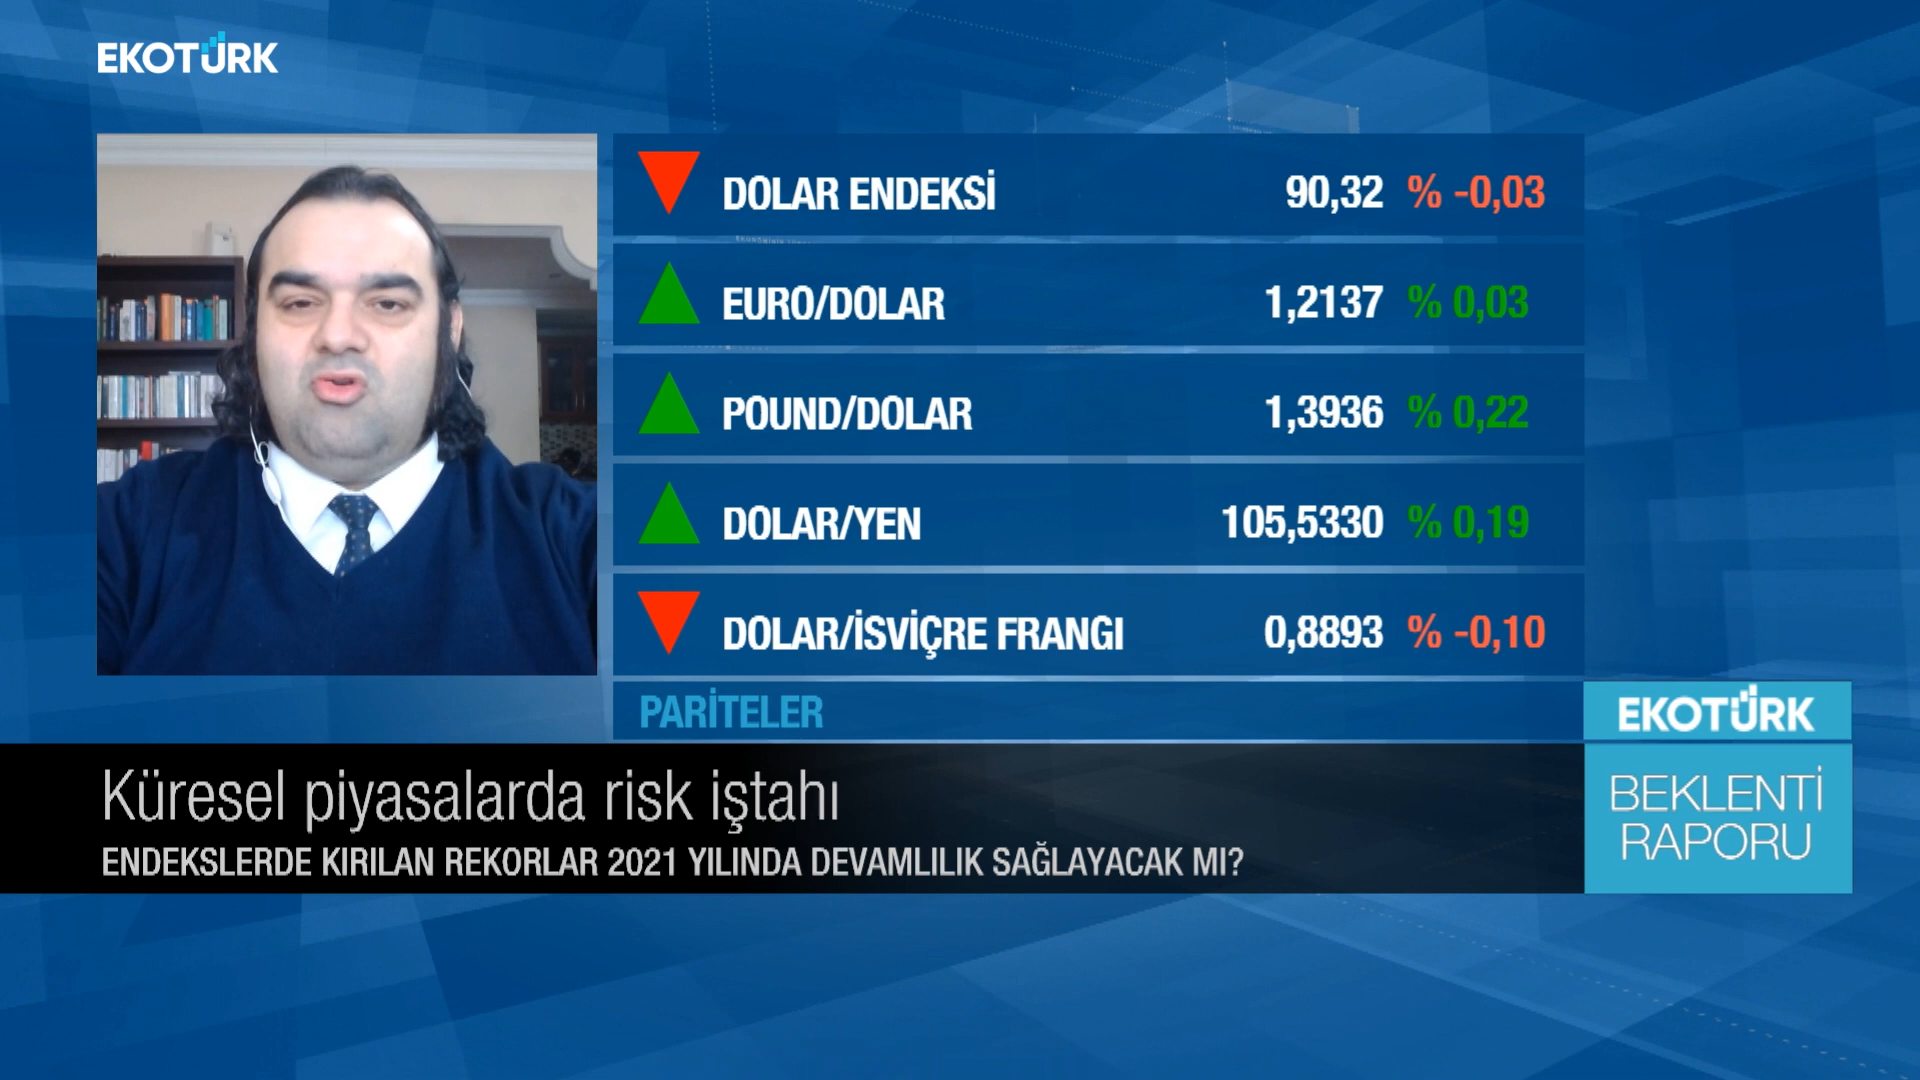 EKOTÜRK
DOLAR ENDEKSİ 90,32 % -0,03
EURO/DOLAR 1,2137 % 0,03
POUND/DOLAR 1,3936 % 0,22
DOLAR/YEN 105,5330 % 0,19
DOLAR/İSVİÇRE FRANGI 0,8893 % -0,10
PARİTELER
EKOTÜRK
Küresel piyasalarda risk iştahı
ENDEKSLERDE KIRILAN REKORLAR 2021 YILINDA DEVAMLILIK SAĞLAYACAK MI?
BEKLENTİ
RAPORU